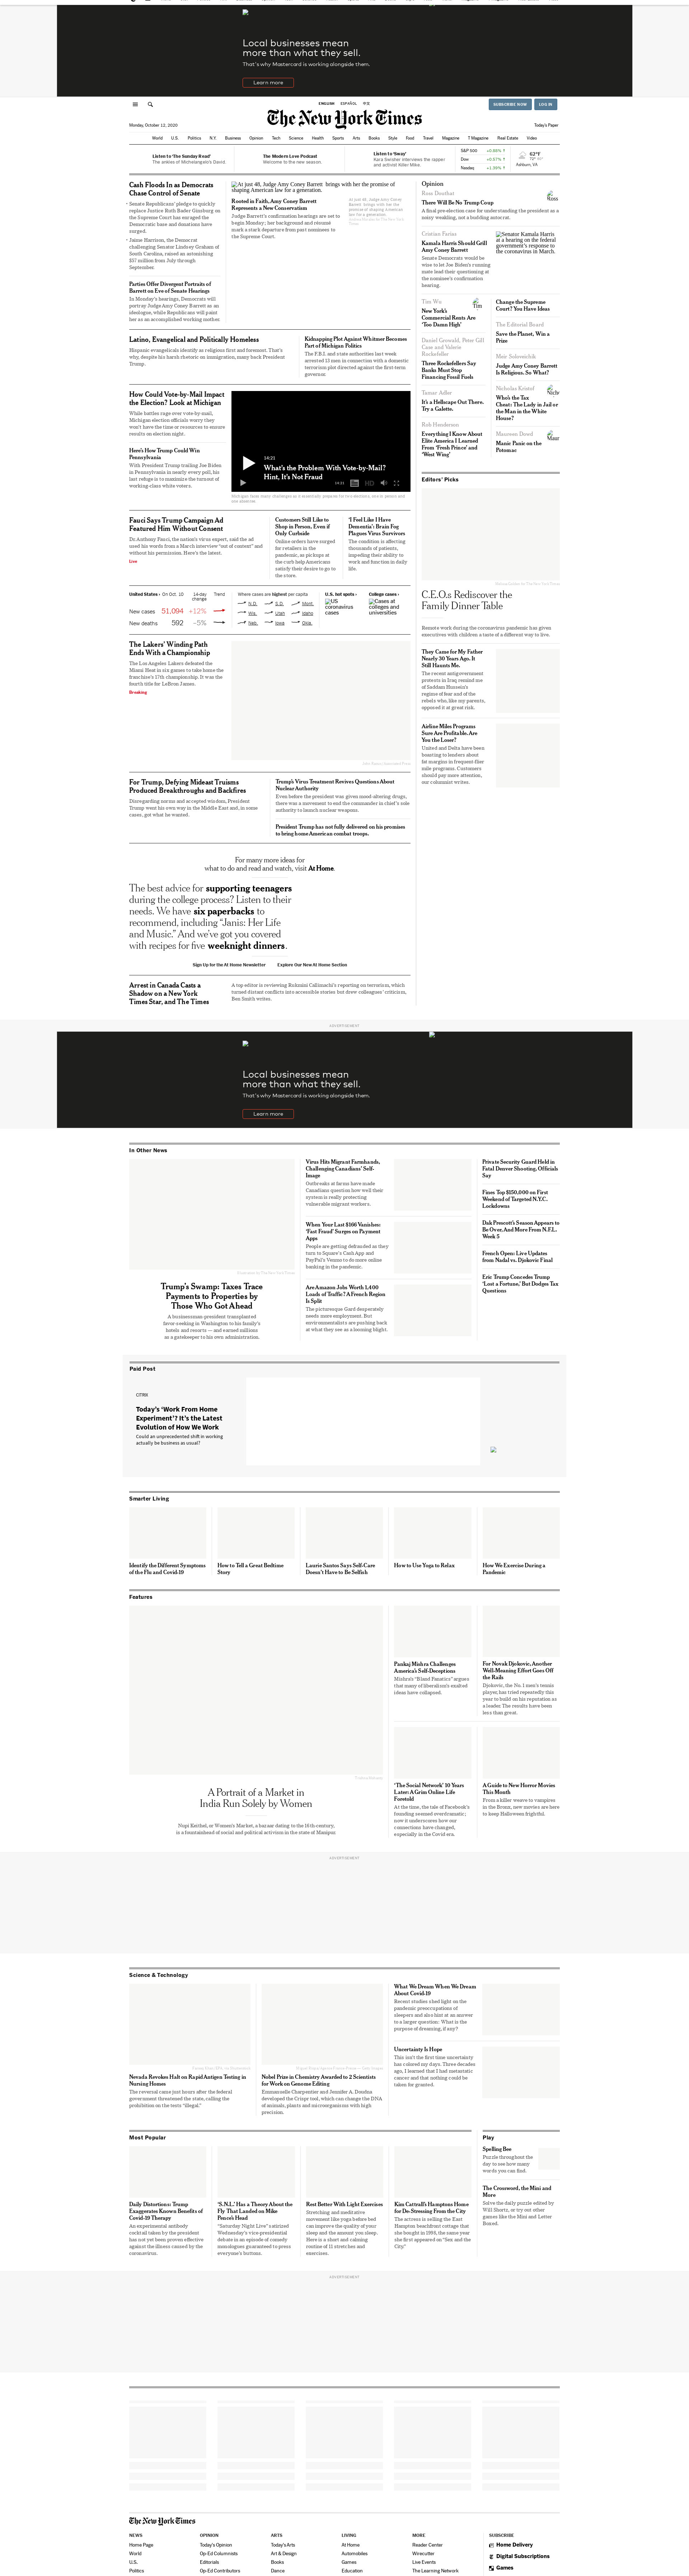 Local businesses mean
more than what they sell.
That's why Mastercard is working alongside them.
Learn more
ENGLISH ESPAÑOL 中文
SUBSCRIBE NOW LOG IN
The New York Times
Monday, October 12, 2020
Today's Paper
World U.S. Politics N.Y. Business Opinion Tech Science Health Sports Arts Books Style Food Travel Magazine T Magazine Real Estate Video
Listen to 'The Sunday Read'
The ankles of Michelangelo's David.
The Modern Love Podcast
Welcome to the new season.
Listen to 'Sway'
Kara Swisher interviews the rapper
and activist Killer Mike.
S&P 500 +0.88% ↑
Dow +0.57% ↑
Nasdaq +1.39% ↑
62°F
Ashburn, VA
Cash Floods In as Democrats
Chase Control of Senate
Senate Republicans' pledge to quickly
replace Justice Ruth Bader Ginsburg on
the Supreme Court has surged the
Democratic base and donations have
surged.
Jaime Harrison, the Democrat
challenging Senator Lindsey Graham of
South Carolina, raised an astonishing
$57 million from July through
September.
Parties Offer Divergent Portraits of
Barrett on Eve of Senate Hearings
In Monday's hearings, Democrats will
portray Judge Amy Coney Barrett as an
ideologue, while Republicans will paint
her as an accomplished working mother.
At just 48, Judge Amy Coney Barrett brings with her the promise of
shaping American law for a generation.
Rooted in Faith, Amy Coney Barrett
Represents a New Conservatism
Judge Barrett's confirmation hearings are set to
begin Monday; her background and résumé
mark a stark departure from past nominees to
the Supreme Court.
At just 48, Judge Amy Coney
Barrett brings with her the
promise of shaping American
law for a generation.
Latino, Evangelical and Politically Homeless
Hispanic evangelicals identify as religious first and foremost. That's
why, despite his harsh rhetoric on immigration, many back President
Trump.
Kidnapping Plot Against Whitmer Becomes
Part of Michigan Politics
The F.B.I. and state authorities last week
arrested 13 men in connection with a domestic
terrorism plot directed against the first-term
governor.
How Could Vote-by-Mail Impact
the Election? Look at Michigan
While battles rage over vote-by-mail,
Michigan election officials worry they
won't have the time or resources to ensure
results on election night.
Here's How Trump Could Win
Pennsylvania
With President Trump trailing Joe Biden
in Pennsylvania in nearly every poll, his
last hope is to maximize the turnout of
working-class white voters.
14:21
What's the Problem With Vote-by-Mail?
Hint, It's Not Fraud
14:21 HD
Fauci Says Trump Campaign Ad
Featured Him Without Consent
Dr. Anthony Fauci, the nation's virus expert, said the ad
used his words from a March interview "out of context" and
without his permission. Here's the latest.
Live
Customers Still Like to
Shop in Person, Even if
Only Curbside
Online orders have surged
for retailers in the
pandemic, as pickups at
the curb help Americans
satisfy desire to go to
the store.
'I Feel Like I Have
Dementia': Brain Fog
Plagues Virus Survivors
The condition is affecting
thousands of patients,
impeding their ability to
work and function in daily
life.
United States › On Oct. 10 14-day
change Trend
New cases 51,094 +12%
New deaths 592 –5%
Where cases are highest per capita
N.D. S.D. Mont.
Wis. Utah Idaho
Neb. Iowa Okla.
U.S. hot spots ›
US
coronavirus
cases
College cases ›
Cases at
colleges and
universities
The Lakers' Winding Path
Ends With a Championship
The Los Angeles Lakers defeated the
Miami Heat in six games to take home the
franchise's 17th championship. It was the
fourth title for LeBron James.
Breaking
For Trump, Defying Mideast Truisms
Produced Breakthroughs and Backfires
Disregarding norms and accepted wisdom, President
Trump went his own way in the Middle East and, in some
cases, got what he wanted.
Trump's Virus Treatment Revives Questions About
Nuclear Authority
Even before the president was given mood-altering drugs,
there was a movement to end the commander in chief's sole
authority to launch nuclear weapons.
President Trump has not fully delivered on his promises
to bring home American combat troops.
For many more ideas for
what to do and read and watch, visit At Home.
The best advice for supporting teenagers
during the college process? Listen to their
needs. We have six paperbacks to
recommend, including "Janis: Her Life
and Music." And we've got you covered
with recipes for five weeknight dinners.
Sign Up for the At Home Newsletter Explore Our New At Home Section
Arrest in Canada Casts a
Shadow on a New York
Times Star, and The Times
A top editor is reviewing Rukmini Callimachi's reporting on terrorism, which
turned distant conflicts into accessible stories but drew colleagues' criticism,
Ben Smith writes.
Opinion
Ross Douthat
There Will Be No Trump Coup
A final pre-election case for understanding the president as a
noisy weakling, not a budding autocrat.
Cristian Farias
Kamala Harris Should Grill
Amy Coney Barrett
Senate Democrats would be
wise to let Joe Biden's running
mate lead their questioning at
the nominee's confirmation
hearing.
Senator Kamala Harris
at a hearing on the federal
government's response to
the coronavirus in March.
Tim Wu
New York's
Commercial Rents Are
'Too Damn High'
Daniel Growald, Peter Gill
Case and Valerie
Rockefeller
Three Rockefellers Say
Banks Must Stop
Financing Fossil Fuels
Tamar Adler
It's a Hellscape Out There.
Try a Galette.
Rob Henderson
Everything I Know About
Elite America I Learned
From 'Fresh Prince' and
'West Wing'
Change the Supreme
Court? You Have Ideas
The Editorial Board
Save the Planet, Win a
Prize
Meir Soloveichik
Judge Amy Coney Barrett
Is Religious. So What?
Nicholas Kristof
Who's the Tax
Cheat: The Lady in Jail or
the Man in the White
House?
Maureen Dowd
Manic Panic on the
Potomac
Editors' Picks
C.E.O.s Rediscover the
Family Dinner Table
Remote work during the coronavirus pandemic has given
executives with children a taste of a different way to live.
They Came for My Father
Nearly 30 Years Ago. It
Still Haunts Me.
The recent antigovernment
protests in Iraq remind me
of Saddam Hussein's
regime of fear and of the
rebels who, like my parents,
opposed it at great risk.
Airline Miles Programs
Sure Are Profitable. Are
You the Loser?
United and Delta have been
boasting to lenders about
fat margins in frequent-flier
mile programs. Customers
should pay more attention,
our columnist writes.
ADVERTISEMENT
Local businesses mean
more than what they sell.
That's why Mastercard is working alongside them.
Learn more
In Other News
Trump's Swamp: Taxes Trace
Payments to Properties by
Those Who Got Ahead
A businessman-president transplanted
favor-seeking in Washington to his family's
hotels and resorts — and earned millions
as a gatekeeper to his own administration.
Virus Hits Migrant Farmhands,
Challenging Canadians' Self-
Image
Outbreaks at farms have made
Canadians question how well their
system is really protecting
vulnerable migrant workers.
When Your Last $166 Vanishes:
'Fast Fraud' Surges on Payment
Apps
People are getting defrauded as they
turn to Square's Cash App and
PayPal's Venmo to do more online
banking in the pandemic.
Are Amazon Jobs Worth 1,400
Loads of Traffic? A French Region
Is Split
The picturesque Gard desperately
needs more employment. But
environmentalists are pushing back
at what they see as a looming blight.
Private Security Guard Held in
Fatal Denver Shooting, Officials
Say
Fines Top $150,000 on First
Weekend of Targeted N.Y.C.
Lockdowns
Dak Prescott's Season Appears to
Be Over, And More From N.F.L.
Week 5
French Open: Live Updates
from Nadal vs. Djokovic Final
Eric Trump Concedes Trump
'Lost a Fortune.' But Dodges Tax
Questions
Paid Post
CITRIX
Today's 'Work From Home
Experiment'? It's the Latest
Evolution of How We Work
Could an unprecedented shift in working
actually be business as usual?
Smarter Living
Identify the Different Symptoms
of the Flu and Covid-19
How to Tell a Great Bedtime
Story
Laurie Santos Says Self-Care
Doesn't Have to Be Selfish
How to Use Yoga to Relax
How We Exercise During a
Pandemic
Features
A Portrait of a Market in
India Run Solely by Women
Nupi Keithel, or Women's Market, a bazaar dating to the 16th century,
is a fountainhead of social and political activism in the state of Manipur.
Pankaj Mishra Challenges
America's Self-Deceptions
Mishra's "Bland Fanatics" argues
that many of liberalism's exalted
ideas have collapsed.
For Novak Djokovic, Another
Well-Meaning Effort Goes Off
the Rails
Djokovic, the No. 1 men's tennis
player, has tried repeatedly this
year to build on his reputation as
a leader. The results have been
less than great.
'The Social Network' 10 Years
Later: A Grim Online Life
Foretold
At the time, the tale of Facebook's
founding seemed overdramatic;
now it underscores how our
connections have changed,
especially in the Covid era.
A Guide to New Horror Movies
This Month
From a killer weave to vampires
in the Bronx, new movies are here
to keep Halloween frightful.
ADVERTISEMENT
Science & Technology
Nevada Revokes Halt on Rapid Antigen Testing in
Nursing Homes
The reversal came just hours after the federal
government threatened the state, calling the
prohibition on the tests "illegal."
Nobel Prize in Chemistry Awarded to 2 Scientists
for Work on Genome Editing
Emmanuelle Charpentier and Jennifer A. Doudna
developed the Crispr tool, which can change the DNA
of animals, plants and microorganisms with high
precision.
What We Dream When We Dream
About Covid-19
Recent studies offer light on the
pandemic preoccupations of
sleepers and also hint at an answer
to a larger question: What is the
purpose of dreaming, if any?
Uncertainty Is Hope
This isn't the first time uncertainty
has colored my days. Three decades
ago, I learned that I had metastatic
cancer and that nothing could be
taken for granted.
Most Popular
Daily Distortions: Trump
Exaggerates Known Benefits of
Covid-19 Therapy
An experimental antibody
cocktail taken by the president
has not yet been proven effective
against the illness caused by the
coronavirus.
'S.N.L.' Has a Theory About the
Fly That Landed on Mike
Pence's Head
"Saturday Night Live" satirized
Wednesday's vice-presidential
debate in an episode of comedy
monologues guaranteed to press
everyone's buttons.
Rest Better With Light Exercises
Stretching and meditative
movement like yoga before bed
can improve the quality of your
sleep and the amount you sleep.
Here is a short and calming
routine of 11 stretches and
exercises.
Kim Cattrall's Hamptons Home
for De-Stressing From the City
The actress is selling the East
Hampton beachfront cottage that
she bought in 1998, the same year
she first appeared on "Sex and the
City."
Play
Spelling Bee
Puzzle throughout the
day to see how many
words you can find.
The Crossword, the Mini and
More
Solve the daily puzzle edited by
Will Shortz, or try out other
games like the Mini and Letter
Boxed.
ADVERTISEMENT
The New York Times
NEWS OPINION ARTS LIVING MORE SUBSCRIBE
Home Page Today's Opinion Today's Arts At Home Reader Center Home Delivery
World Op-Ed Columnists Art & Design Automobiles Wirecutter Digital Subscriptions
U.S. Editorials Books Games Live Events Games
Politics Op-Ed Contributors Dance Education The Learning Network